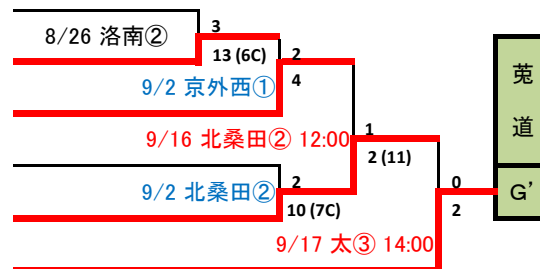 8/26 洛南②
3
13 (6C)
9/2 京外西①
2
4
9/16 北桑田② 12:00
1
2 (11)
9/2 北桑田②
2
10 (7C)
9/17 太③ 14:00
0
2
莵道
G'